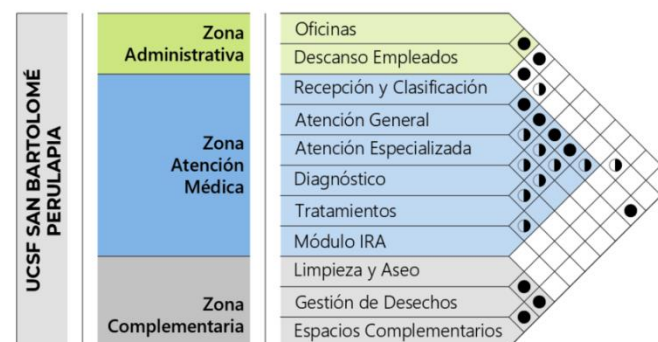 UCSF SAN BARTOLOMÉ
PERULAPIA
Zona
Administrativa
Zona
Atención
Médica
Zona
Complementaria
Oficinas
Descanso Empleados
Recepción y Clasificación
Atención General
Atención Especializada
Diagnóstico
Tratamientos
Módulo IRA
Limpieza y Aseo
Gestión de Desechos
Espacios Complementarios